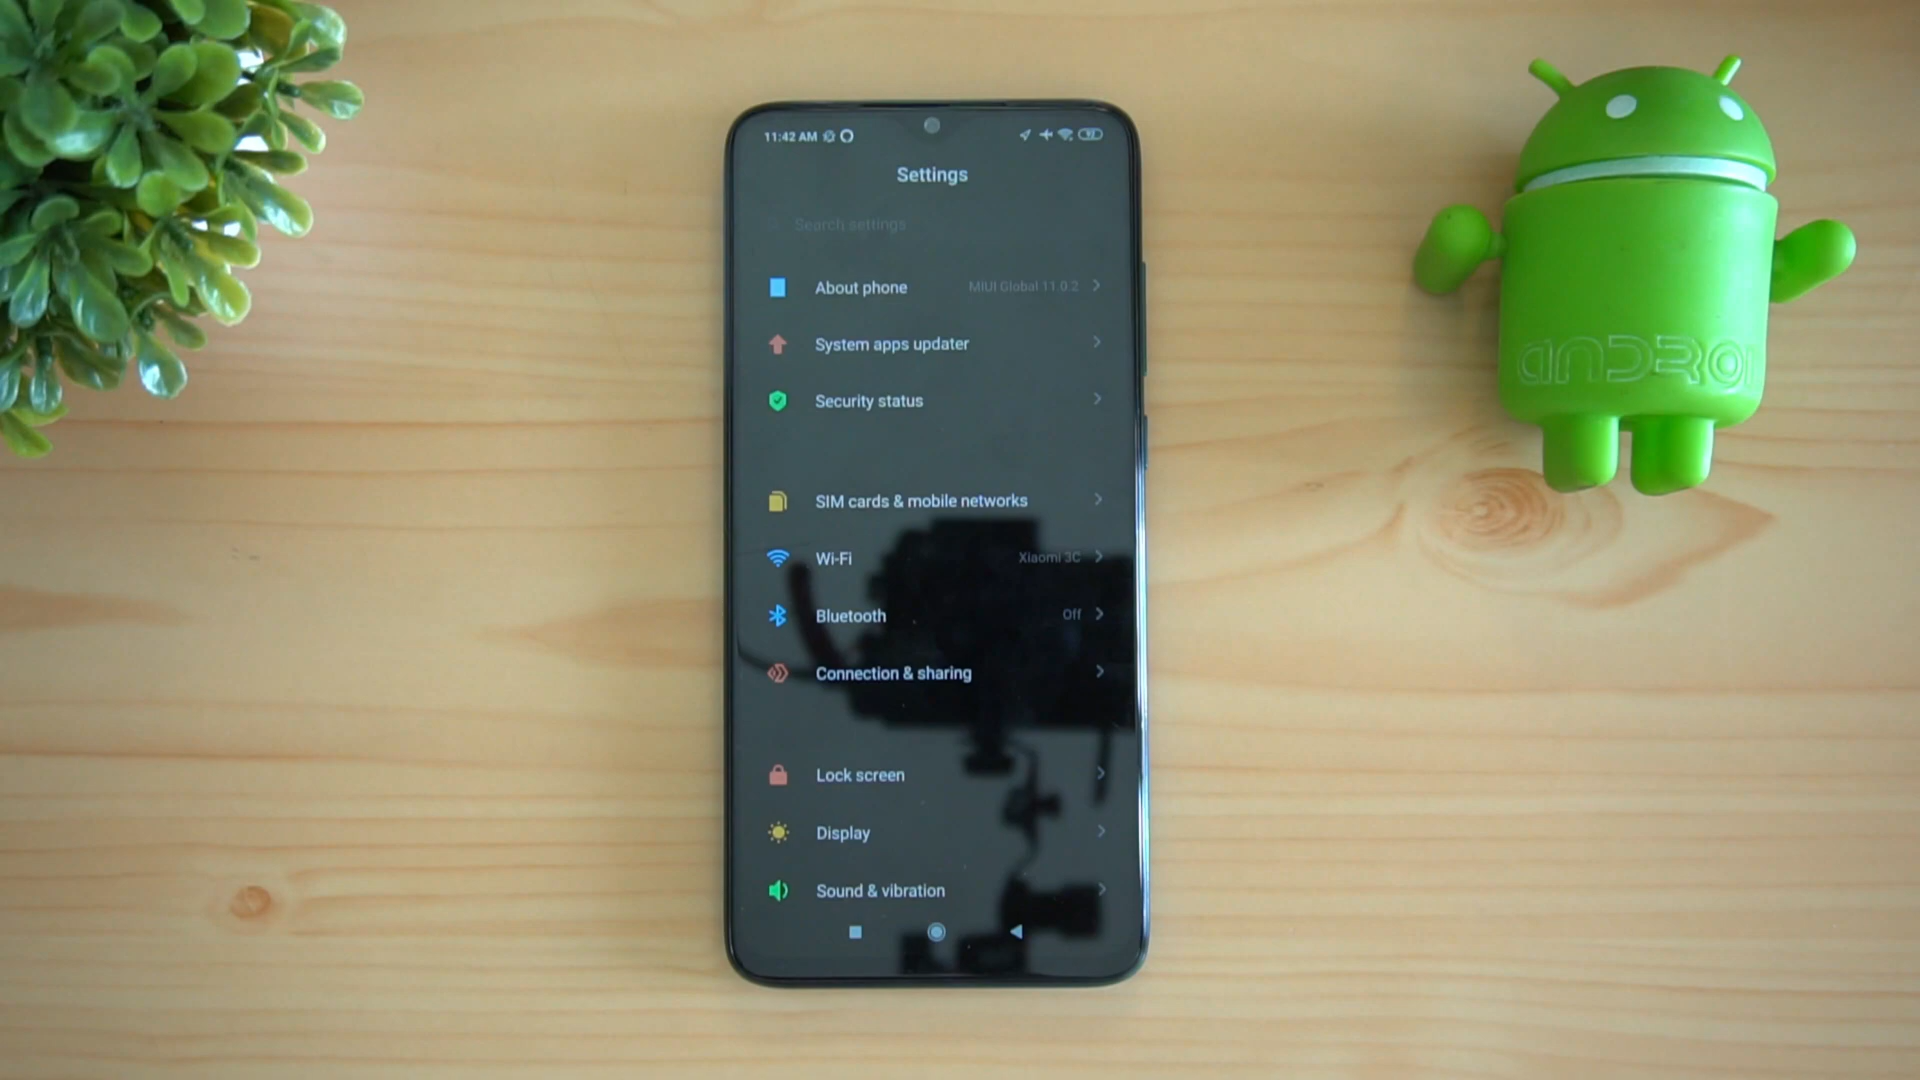 11:42 AM
Settings
Search settings
About phone MIUI Global 11.0.2
System apps updater
Security status
SIM cards & mobile networks
Wi-Fi Xiaomi 3C
Bluetooth Off
Connection & sharing
Lock screen
Display
Sound & vibration
ANDROI